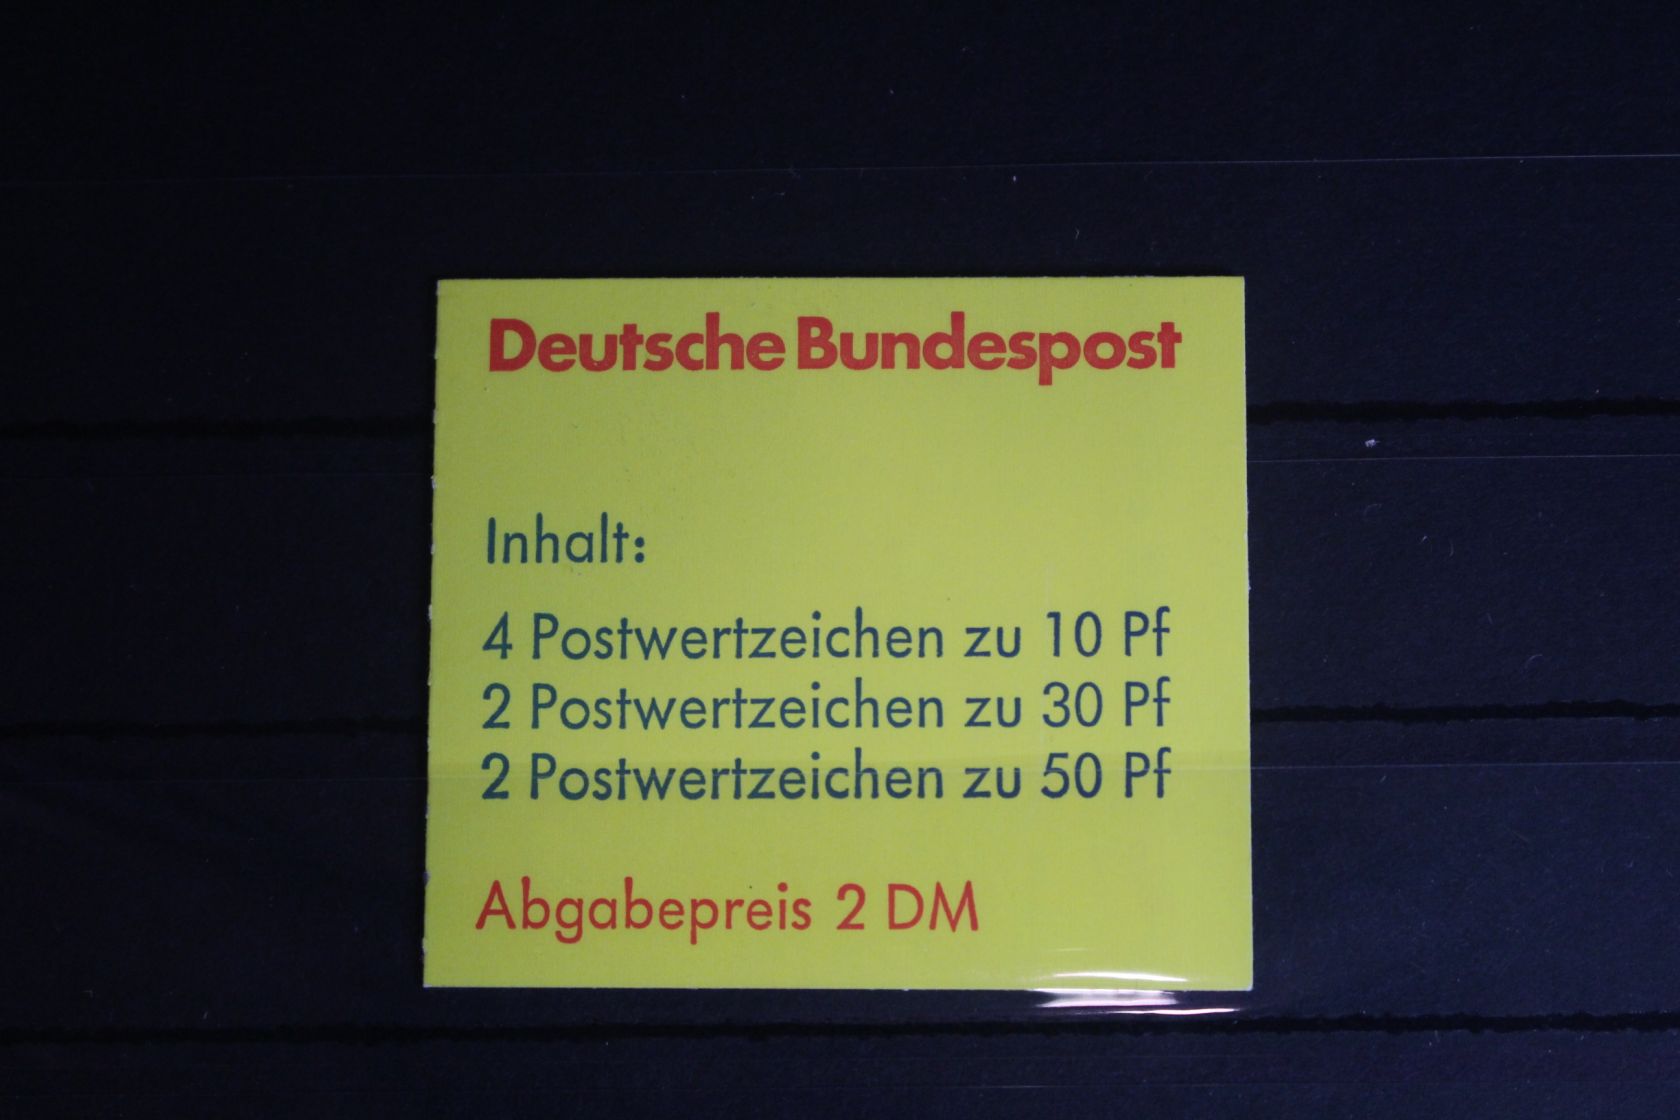 Deutsche Bundespost
Inhalt:
4 Postwertzeichen zu 10 Pf
2 Postwertzeichen zu 30 Pf
2 Postwertzeichen zu 50 Pf
Abgabepreis 2 DM